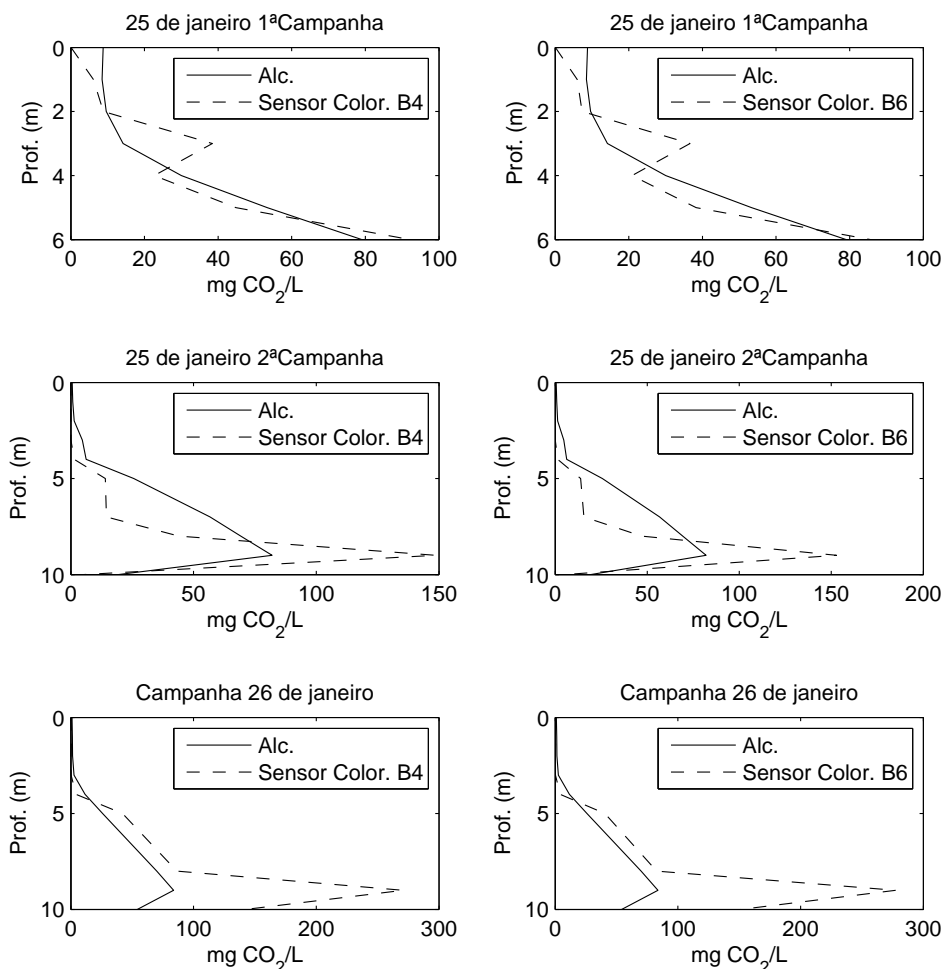 25 de janeiro 1ªCampanha
Alc.
Sensor Color. B4
Prof. (m)
0
2
4
6
0 20 40 60 80 100
mg CO2/L
25 de janeiro 1ªCampanha
Alc.
Sensor Color. B6
Prof. (m)
0
2
4
6
0 20 40 60 80 100
mg CO2/L
25 de janeiro 2ªCampanha
Alc.
Sensor Color. B4
Prof. (m)
0
5
10
0 50 100 150
mg CO2/L
25 de janeiro 2ªCampanha
Alc.
Sensor Color. B6
Prof. (m)
0
5
10
0 50 100 150 200
mg CO2/L
Campanha 26 de janeiro
Alc.
Sensor Color. B4
Prof. (m)
0
5
10
0 100 200 300
mg CO2/L
Campanha 26 de janeiro
Alc.
Sensor Color. B6
Prof. (m)
0
5
10
0 100 200 300
mg CO2/L